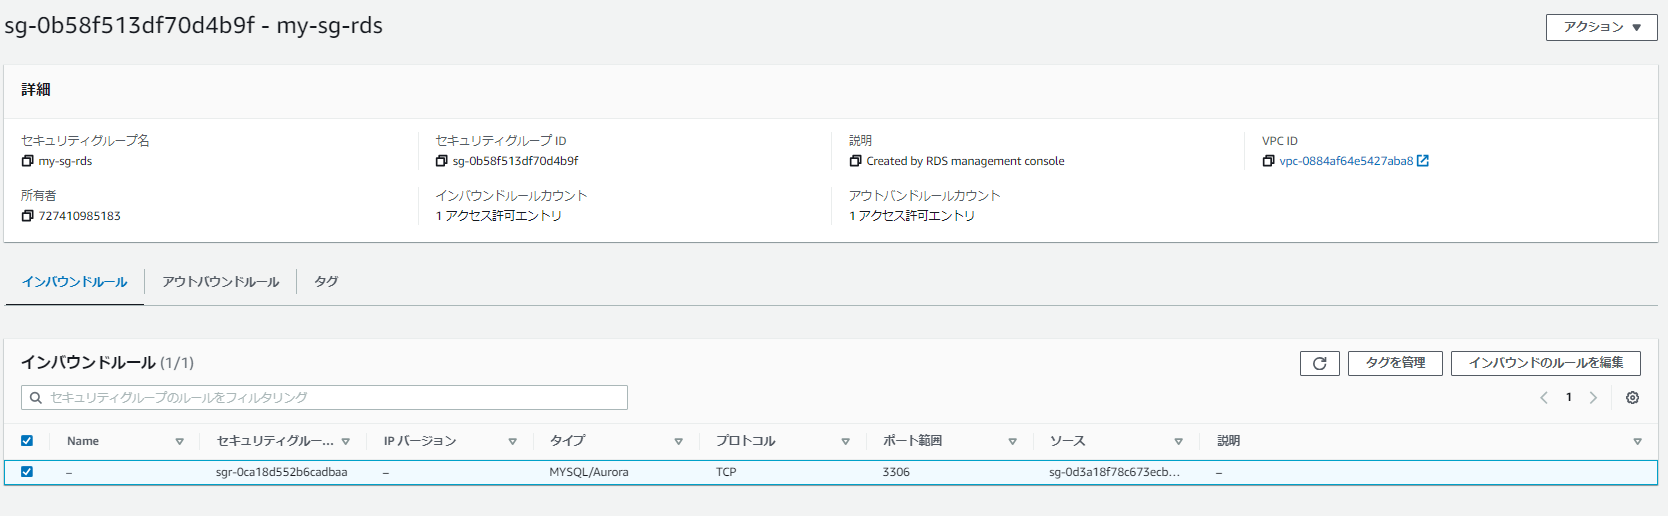 sg-0b58f513df70d4b9f - my-sg-rds
アクション
詳細
セキュリティグループ名
my-sg-rds
セキュリティグループ ID
sg-0b58f513df70d4b9f
説明
Created by RDS management console
VPC ID
vpc-0884af64e5427aba8
所有者
727410985183
インバウンドルールカウント
1 アクセス許可エントリ
アウトバンドルールカウント
1 アクセス許可エントリ
インバウンドルール
アウトバウンドルール
タグ
インバウンドルール (1/1)
タグを管理
インバウンドのルールを編集
セキュリティグループのルールをフィルタリング
1
Name
セキュリティグルー...
IP バージョン
タイプ
プロトコル
ポート範囲
ソース
説明
–
sgr-0ca18d552b6cadbaa
–
MYSQL/Aurora
TCP
3306
sg-0d3a18f78c673ecb...
–